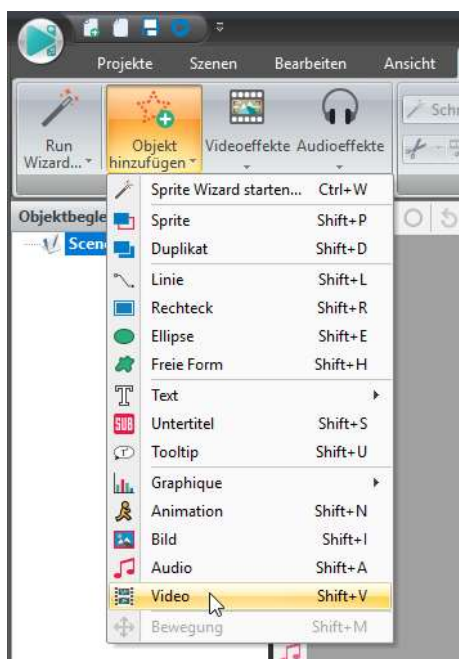 Projekte Szenen Bearbeiten Ansicht
Run Wizard...
Objekt hinzufügen
Videoeffekte Audioeffekte
Sprite Wizard starten... Ctrl+W
Sprite Shift+P
Duplikat Shift+D
Linie Shift+L
Rechteck Shift+R
Ellipse Shift+E
Freie Form Shift+H
Text
SUB Untertitel Shift+S
Tooltip Shift+U
Graphique
Animation Shift+N
Bild Shift+I
Audio Shift+A
Video Shift+V
Bewegung Shift+M